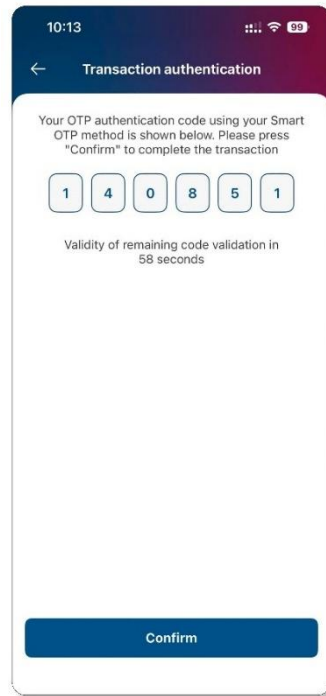 10:13
99
Transaction authentication
Your OTP authentication code using your Smart
OTP method is shown below. Please press
"Confirm" to complete the transaction
1 4 0 8 5 1
Validity of remaining code validation in
58 seconds
Confirm